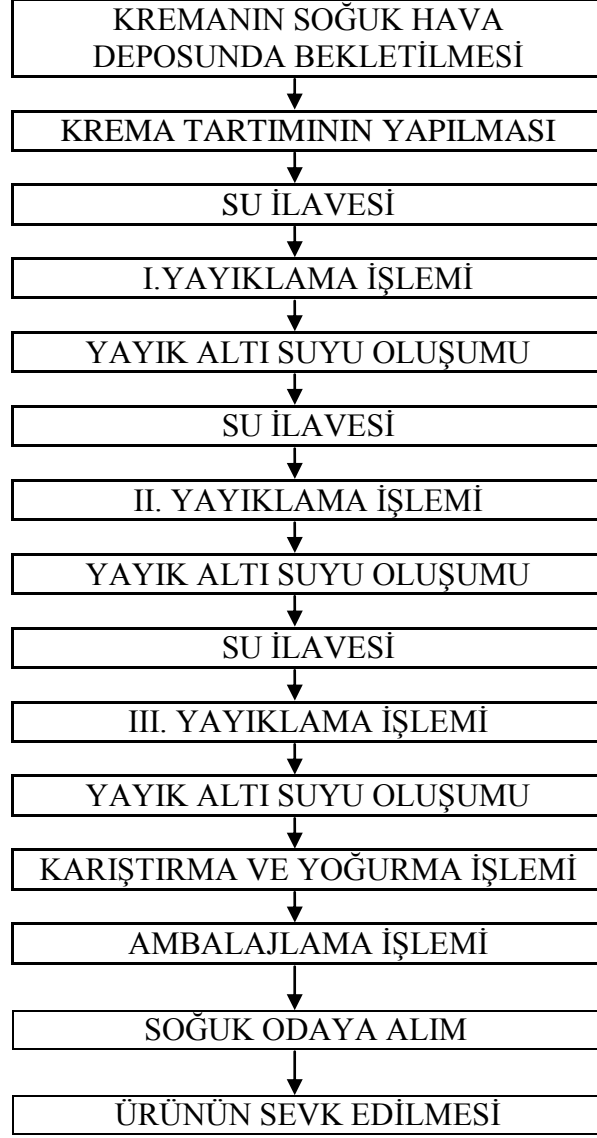 KREMANIN SOĞUK HAVA
DEPOSUNDA BEKLETİLMESİ
KREMA TARTIMININ YAPILMASI
SU İLAVESİ
I.YAYIKLAMA İŞLEMİ
YAYIK ALTI SUYU OLUŞUMU
SU İLAVESİ
II. YAYIKLAMA İŞLEMİ
YAYIK ALTI SUYU OLUŞUMU
SU İLAVESİ
III. YAYIKLAMA İŞLEMİ
YAYIK ALTI SUYU OLUŞUMU
KARIŞTIRMA VE YOĞURMA İŞLEMİ
AMBALAJLAMA İŞLEMİ
SOĞUK ODAYA ALIM
ÜRÜNÜN SEVK EDİLMESİ